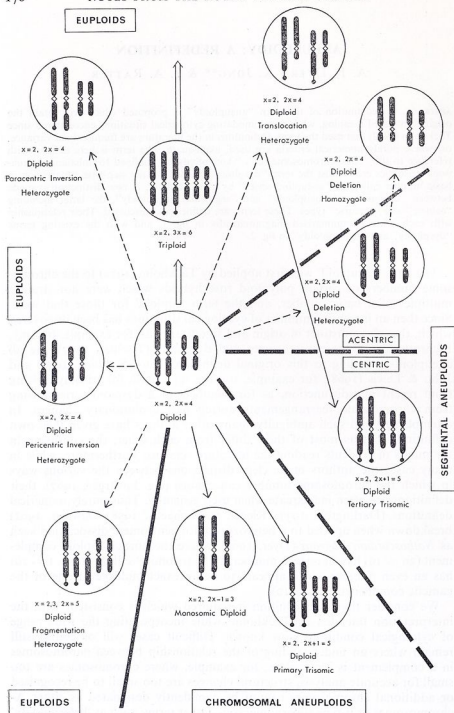 EUPLOIDS
x=2, 2x=4
Diploid
Paracentric Inversion
Heterozygote
x=2, 3x=6
Triploid
x=2, 2x=4
Diploid
Translocation
Heterozygote
x=2, 2x=4
Diploid
Deletion
Homozygote
x=2, 2x=4
Diploid
Deletion
Heterozygote
EUPLOIDS
ACENTRIC
CENTRIC
SEGMENTAL ANEUPLOIDS
x=2, 2x=4
Diploid
Pericentric Inversion
Heterozygote
x=2, 2x=4
Diploid
x=2, 2x+1=5
Diploid
Tertiary Trisomic
x=2,3, 2x=5
Diploid
Fragmentation
Heterozygote
x=2, 2x-1=3
Monosomic Diploid
x=2, 2x+1=5
Diploid
Primary Trisomic
EUPLOIDS
CHROMOSOMAL ANEUPLOIDS